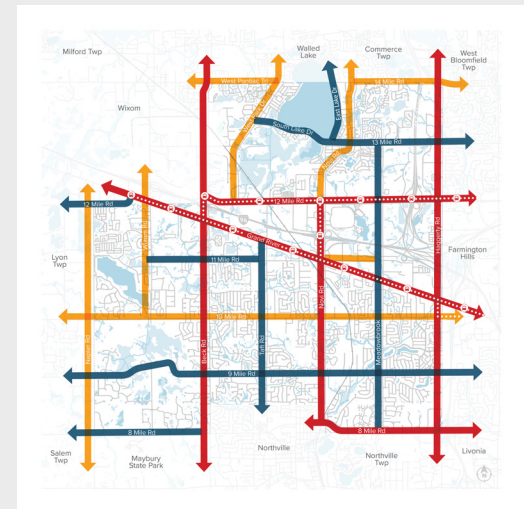 Milford Twp
Walled
Lake
Commerce
Twp
West
Bloomfield
Twp
Wixom
West Pontiac Trl
14 Mile Rd
East Lake Dr
South Lake Dr
13 Mile Rd
12 Mile Rd
12 Mile Rd
Grand River
Haggerty Rd
Lyon
Twp
Farmington
Hills
11 Mile Rd
10 Mile Rd
Napier Rd
Beck Rd
Taft Rd
Novi Rd
Meadowbrook
9 Mile Rd
8 Mile Rd
8 Mile Rd
Salem
Twp
Maybury
State Park
Northville
Northville
Twp
Livonia